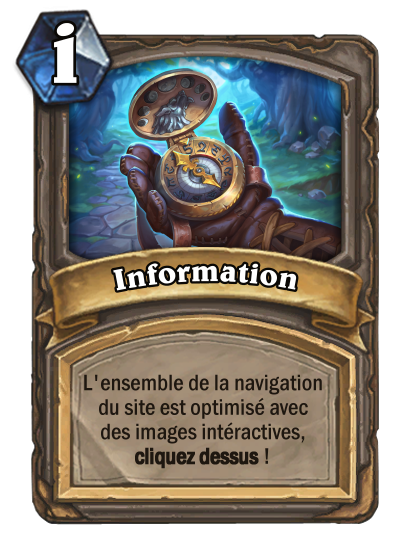 i
Information
L'ensemble de la navigation
du site est optimisé avec
des images intéractives,
cliquez dessus !